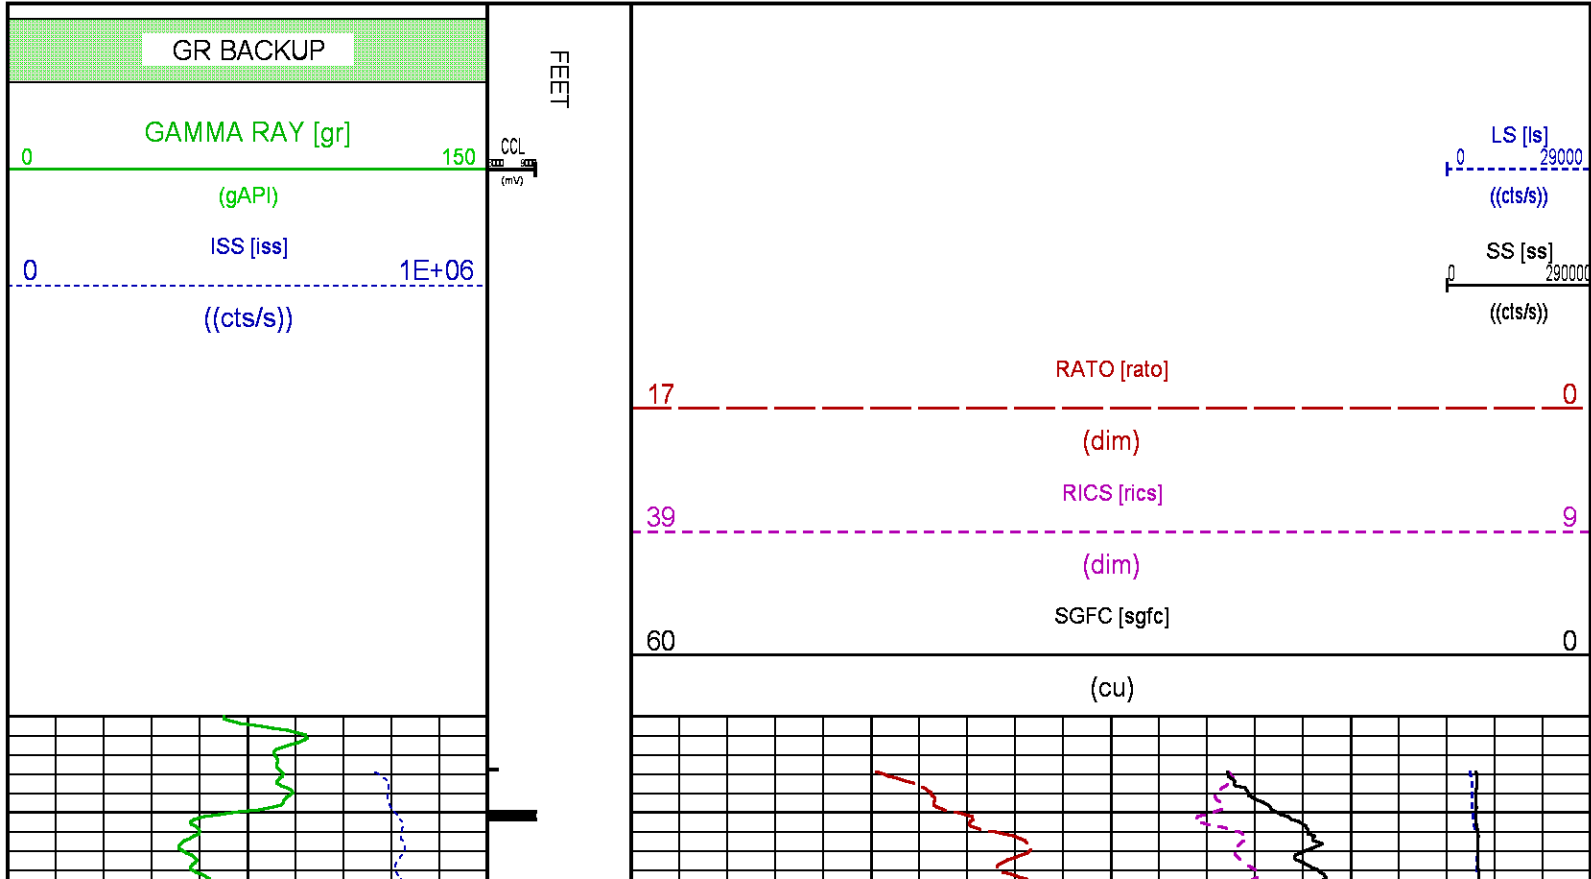 GR BACKUP
FEET
GAMMA RAY [gr]
0 150
(gAPI)
ISS [iss]
0 1E+06
((cts/s))
CCL
(mV)
LS [ls]
0 29000
((cts/s))
SS [ss]
0 290000
((cts/s))
RATO [rato]
17 0
(dim)
RICS [rics]
39 9
(dim)
SGFC [sgfc]
60 0
(cu)